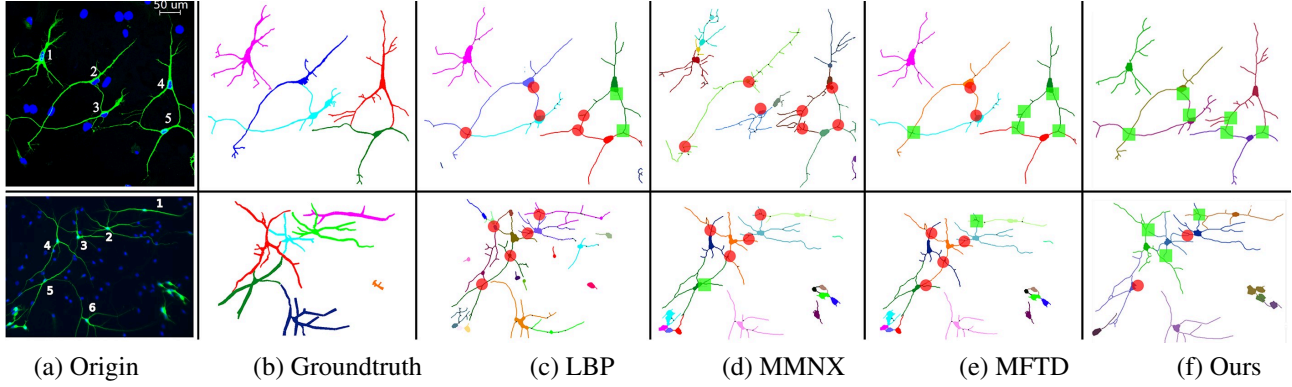 50 um
1
2
3
4
5
1
2
3
4
5
6
(a) Origin
(b) Groundtruth
(c) LBP
(d) MMNX
(e) MFTD
(f) Ours